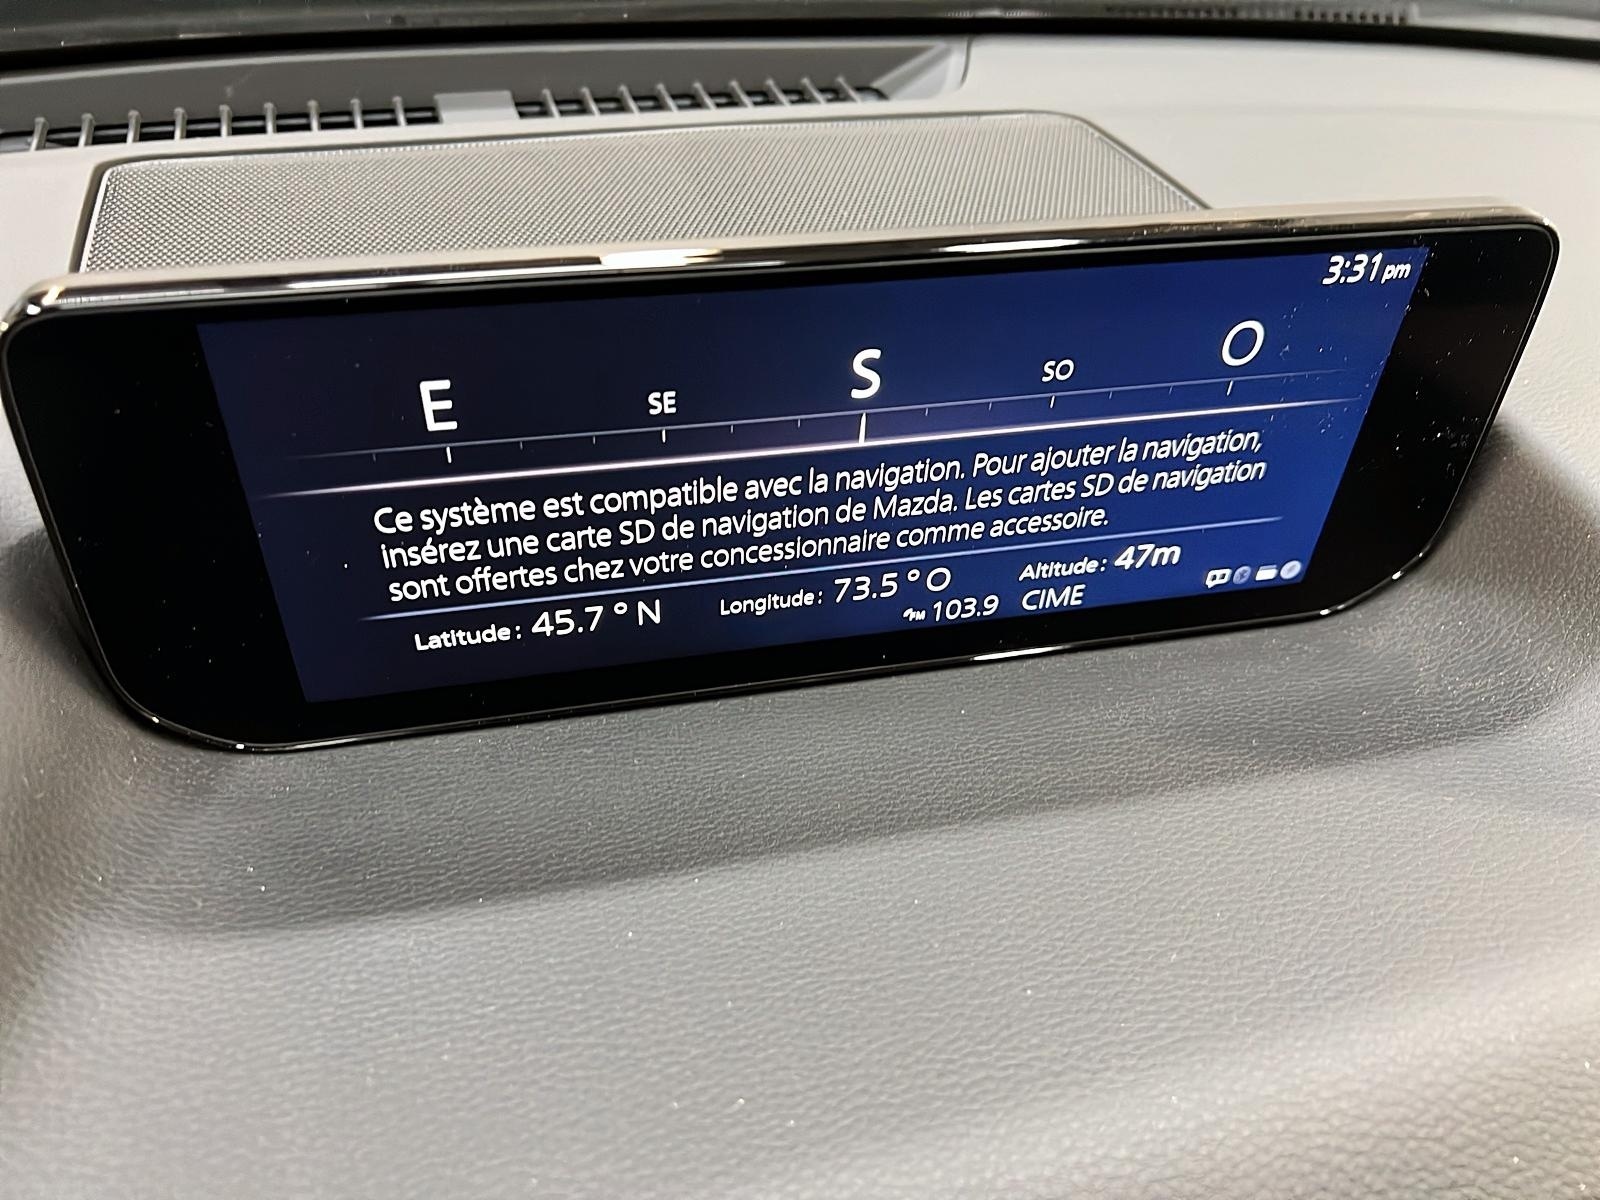 3:31 pm
E SE S SO O
Ce système est compatible avec la navigation. Pour ajouter la navigation,
insérez une carte SD de navigation de Mazda. Les cartes SD de navigation
sont offertes chez votre concessionnaire comme accessoire.
Latitude: 45.7° N Longitude: 73.5° O Altitude: 47m
FM 103.9 CIME